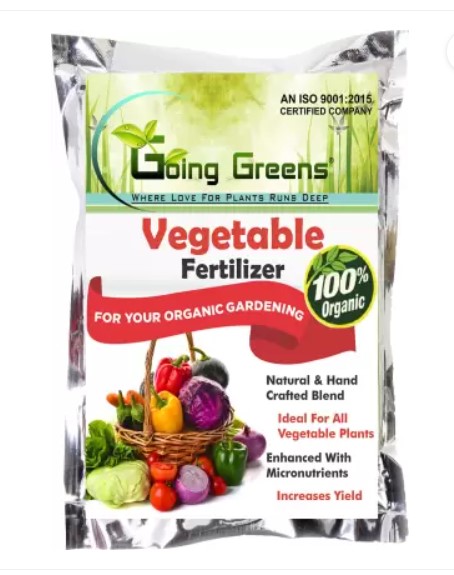 AN ISO 9001:2015
CERTIFIED COMPANY
Going Greens®
WHERE LOVE FOR PLANTS RUNS DEEP
Vegetable
Fertilizer
100%
Organic
FOR YOUR ORGANIC GARDENING
Natural & Hand
Crafted Blend
Ideal For All
Vegetable Plants
Enhanced With
Micronutrients
Increases Yield